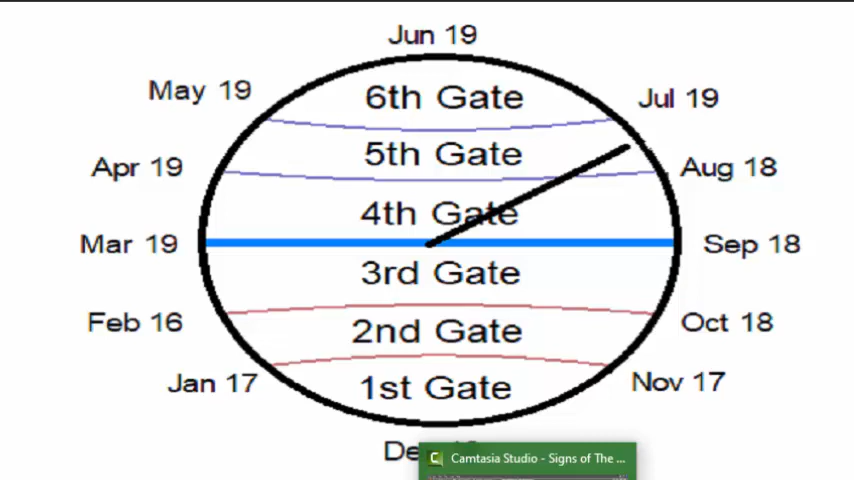 Jun 19
May 19
6th Gate
Jul 19
5th Gate
Apr 19
Aug 18
4th Gate
Mar 19
Sep 18
3rd Gate
Feb 16
2nd Gate
Oct 18
Jan 17
1st Gate
Nov 17
Camtasia Studio - Signs of The ...